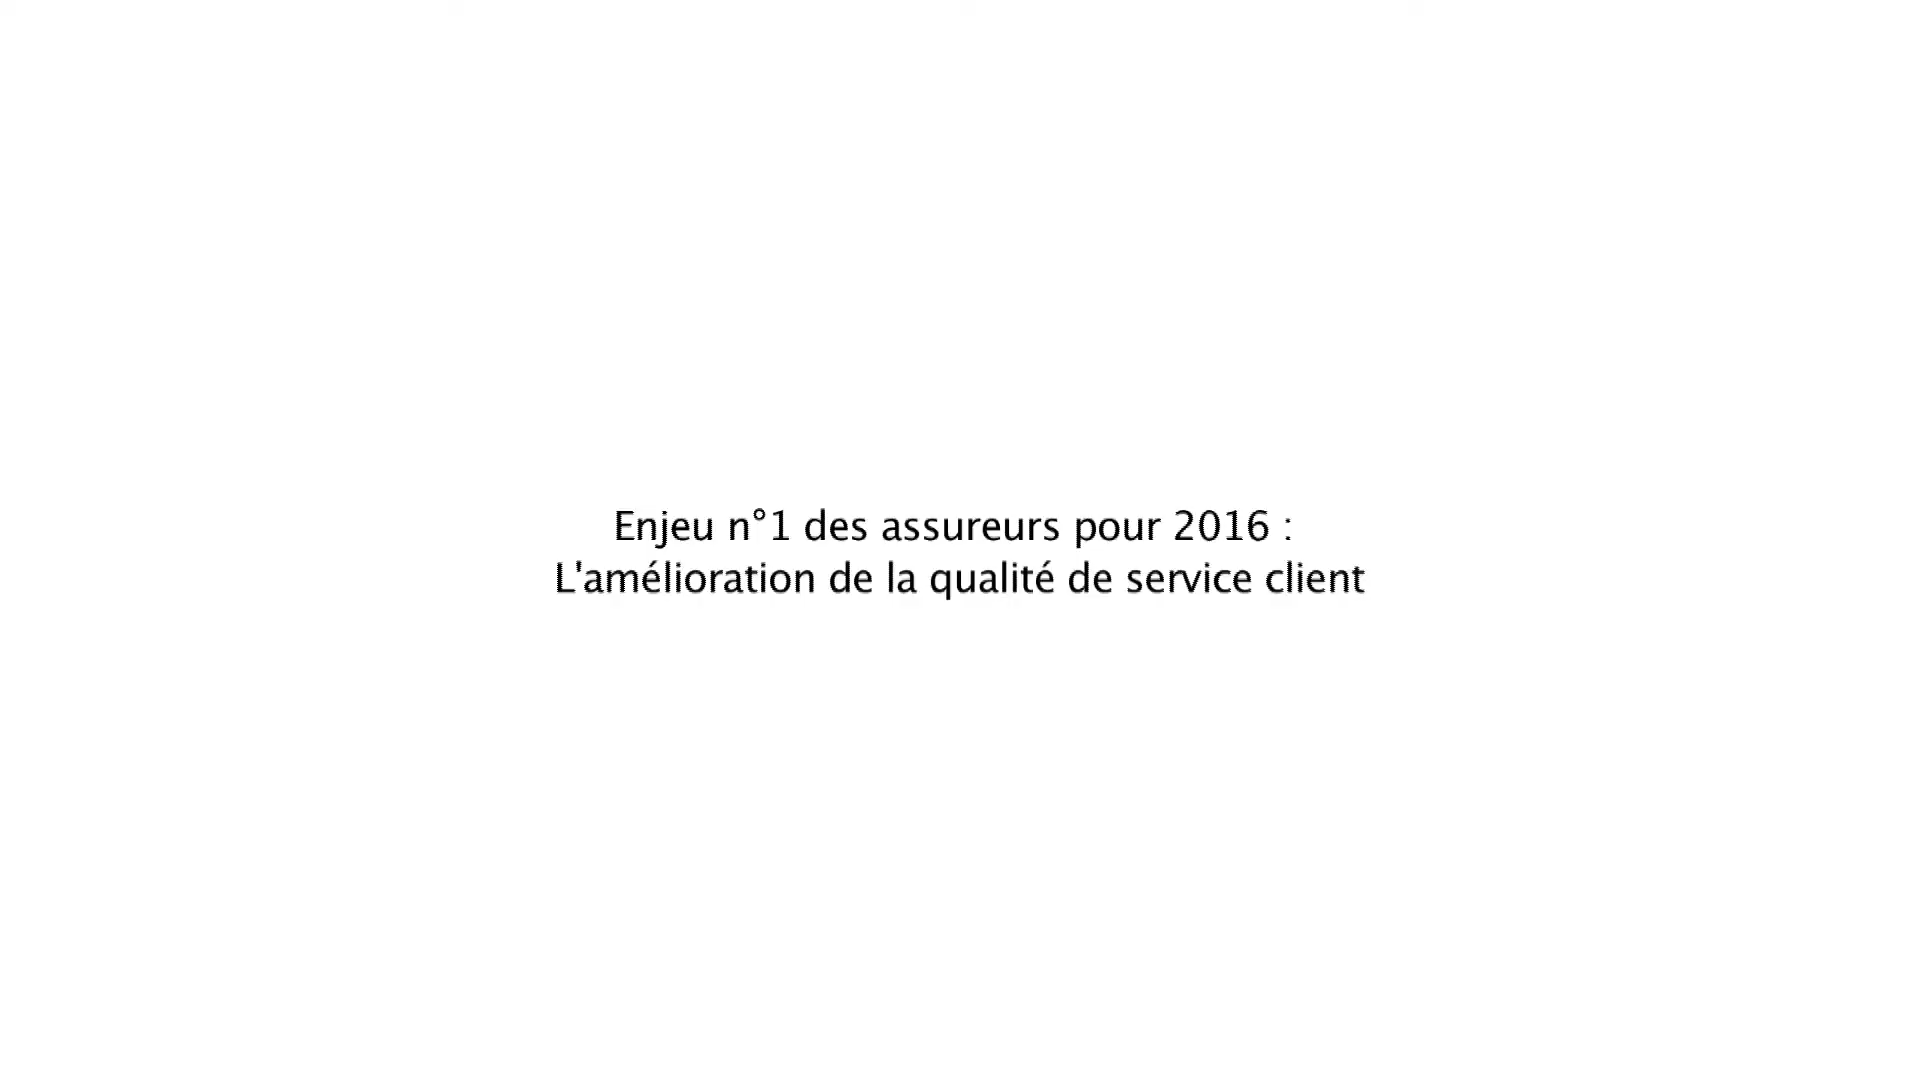 Enjeu n°1 des assureurs pour 2016 :
L'amélioration de la qualité de service client